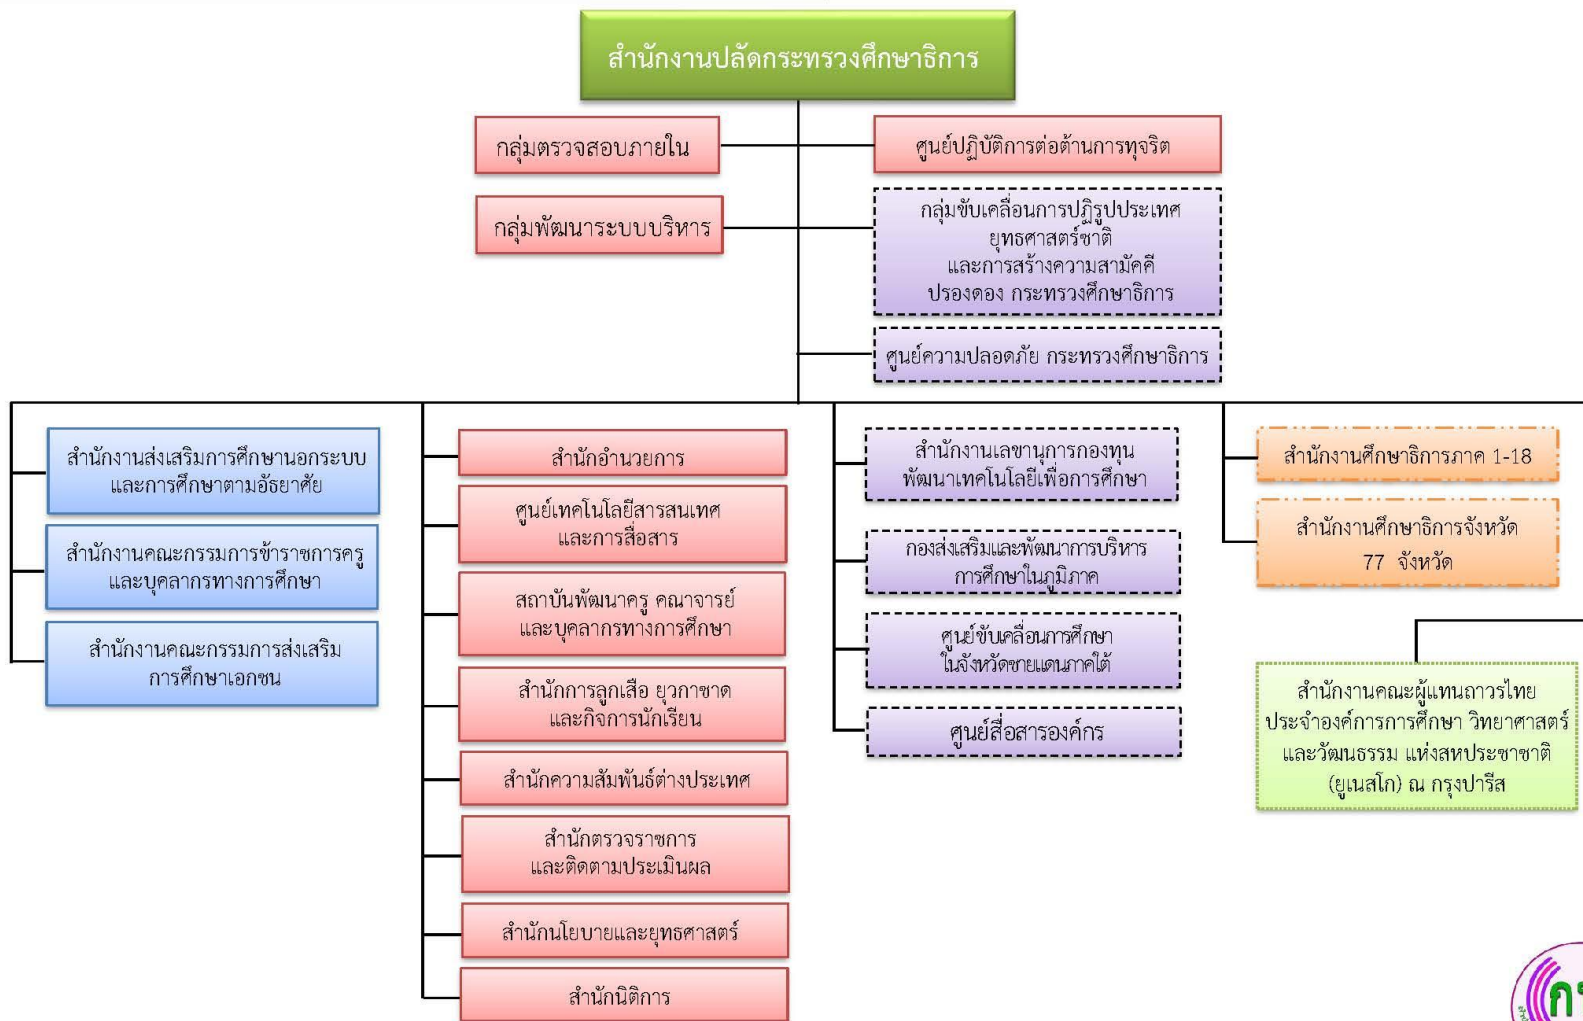 สำนักงานปลัดกระทรวงศึกษาธิการ
กลุ่มตรวจสอบภายใน
ศูนย์ปฏิบัติการต่อต้านการทุจริต
กลุ่มพัฒนาระบบบริหาร
กลุ่มขับเคลื่อนการปฏิรูปประเทศ
ยุทธศาสตร์ชาติ
และการสร้างความสามัคคี
ปรองดอง กระทรวงศึกษาธิการ
ศูนย์ความปลอดภัย กระทรวงศึกษาธิการ
สำนักงานส่งเสริมการศึกษานอกระบบ
และการศึกษาตามอัธยาศัย
สำนักงานคณะกรรมการข้าราชการครู
และบุคลากรทางการศึกษา
สำนักงานคณะกรรมการส่งเสริม
การศึกษาเอกชน
สำนักอำนวยการ
ศูนย์เทคโนโลยีสารสนเทศ
และการสื่อสาร
สถาบันพัฒนาครู คณาจารย์
และบุคลากรทางการศึกษา
สำนักการลูกเสือ ยุวกาชาด
และกิจการนักเรียน
สำนักความสัมพันธ์ต่างประเทศ
สำนักตรวจราชการ
และติดตามประเมินผล
สำนักนโยบายและยุทธศาสตร์
สำนักนิติการ
สำนักงานเลขานุการกองทุน
พัฒนาเทคโนโลยีเพื่อการศึกษา
กองส่งเสริมและพัฒนาการบริหาร
การศึกษาในภูมิภาค
ศูนย์ขับเคลื่อนการศึกษา
ในจังหวัดชายแดนภาคใต้
ศูนย์สื่อสารองค์กร
สำนักงานศึกษาธิการภาค 1-18
สำนักงานศึกษาธิการจังหวัด
77 จังหวัด
สำนักงานคณะผู้แทนถาวรไทย
ประจำองค์การการศึกษา วิทยาศาสตร์
และวัฒนธรรม แห่งสหประชาชาติ
(ยูเนสโก) ณ กรุงปารีส